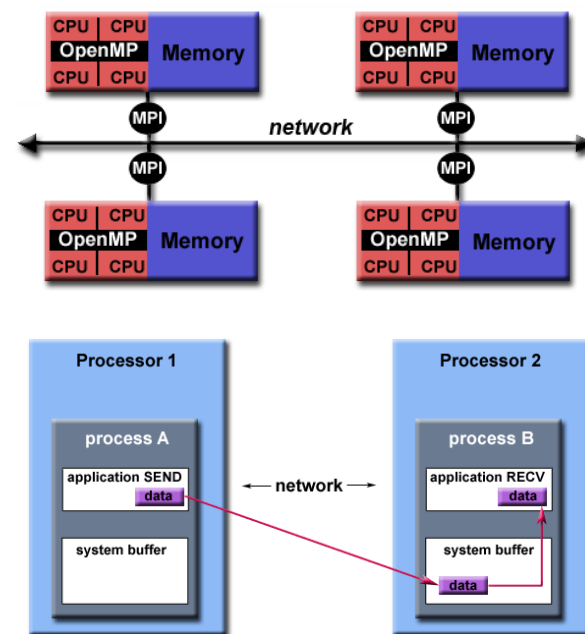 CPU CPU
OpenMP Memory
CPU CPU
CPU CPU
OpenMP Memory
CPU CPU
MPI
MPI
network
MPI
MPI
CPU CPU
OpenMP Memory
CPU CPU
CPU CPU
OpenMP Memory
CPU CPU
Processor 1
process A
application SEND
data
system buffer
network
Processor 2
process B
application RECV
data
system buffer
data